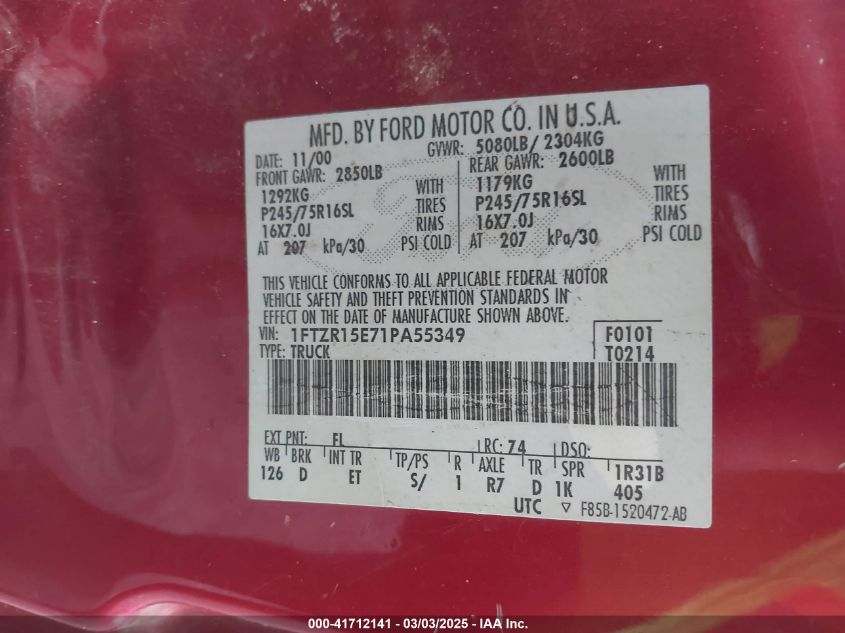 MFD. BY FORD MOTOR CO. IN U.S.A.
DATE: 11/00 GVWR: 5080LB/ 2304KG
FRONT GAWR: 2850LB REAR GAWR: 2600LB
1292KG WITH 1179KG WITH
P245/75R16SL TIRES P245/75R16SL TIRES
16X7.0J RIMS 16X7.0J RIMS
AT 207 kPa/30 PSI COLD AT 207 kPa/30 PSI COLD
THIS VEHICLE CONFORMS TO ALL APPLICABLE FEDERAL MOTOR
VEHICLE SAFETY AND THEFT PREVENTION STANDARDS IN
EFFECT ON THE DATE OF MANUFACTURE SHOWN ABOVE.
VIN: 1FTZR15E71PA55349 F0101
TYPE: TRUCK T0214
EXT PNT: FL RC: 74 DSO:
WB BRK INT TR TP/PS R AXLE TR SPR 1R31B
126 D ET S/ 1 R7 D 1K 405
UTC ▽ F85B-1520472-AB
000-41712141 - 03/03/2025 - IAA Inc.